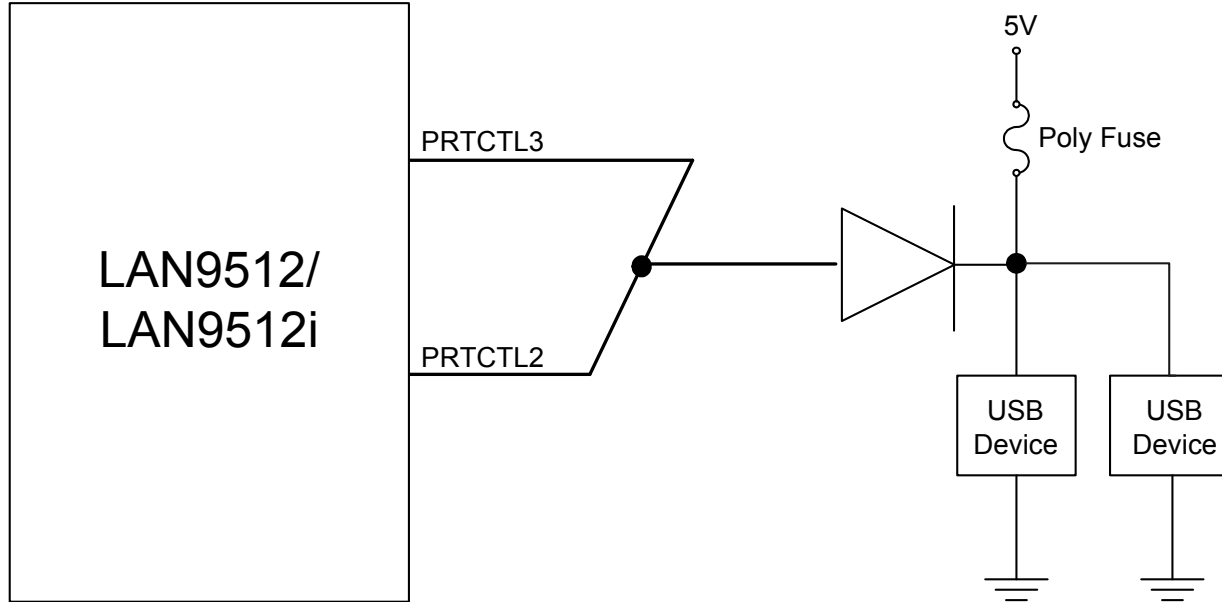 5V
Poly Fuse
PRTCTL3
LAN9512/
LAN9512i
PRTCTL2
USB
Device
USB
Device